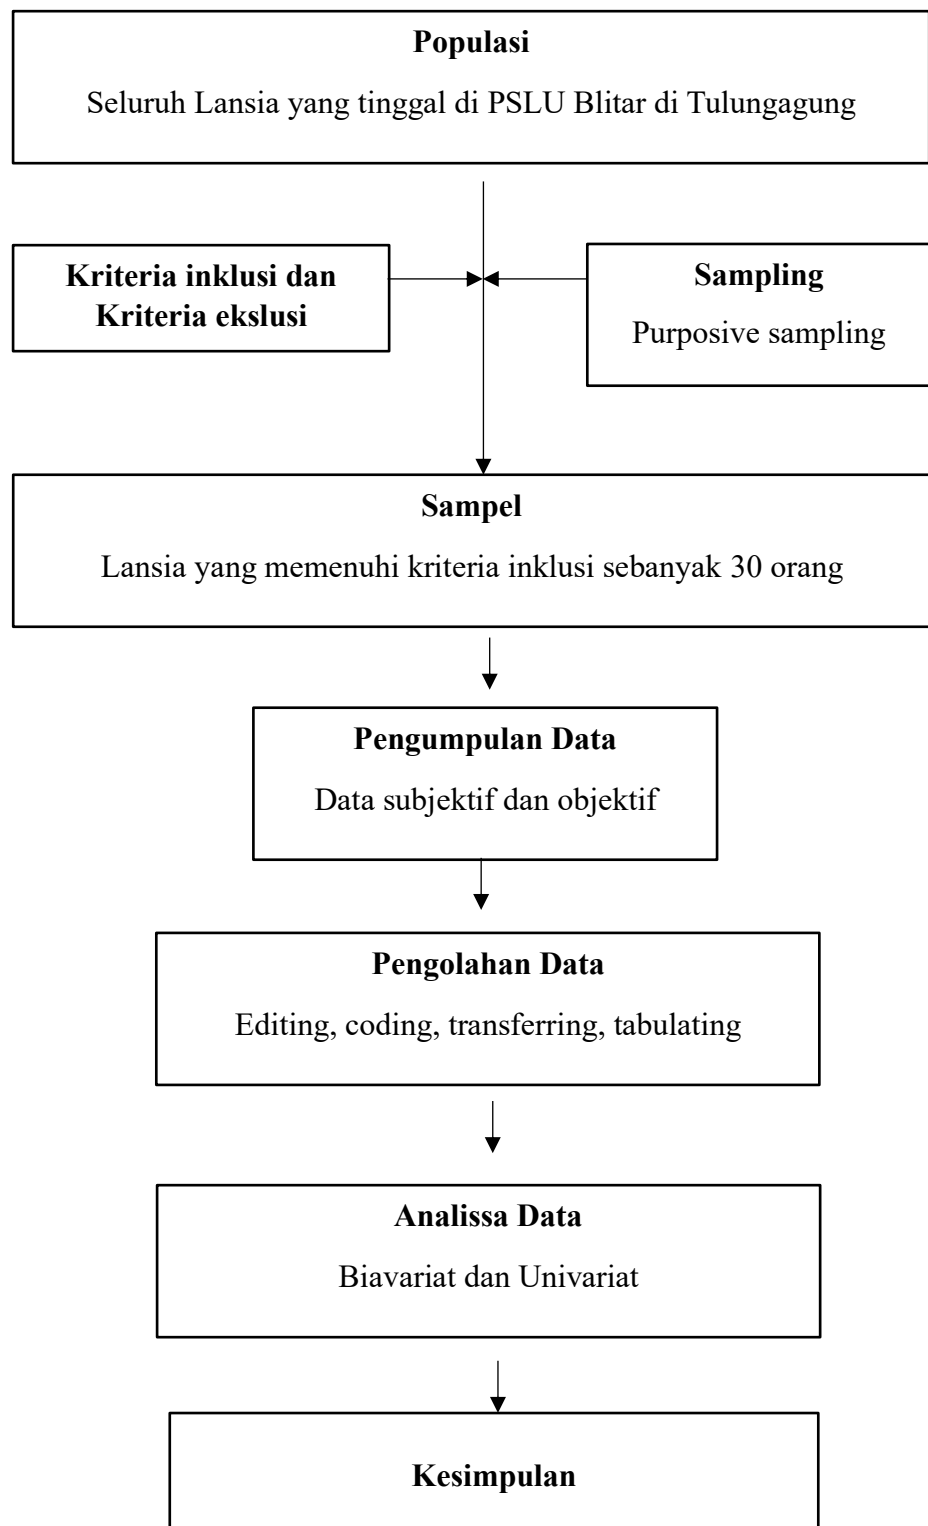 Populasi
Seluruh Lansia yang tinggal di PSLU Blitar di Tulungagung
Kriteria inklusi dan
Kriteria ekslusi
Sampling
Purposive sampling
Sampel
Lansia yang memenuhi kriteria inklusi sebanyak 30 orang
Pengumpulan Data
Data subjektif dan objektif
Pengolahan Data
Editing, coding, transferring, tabulating
Analissa Data
Biavariat dan Univariat
Kesimpulan